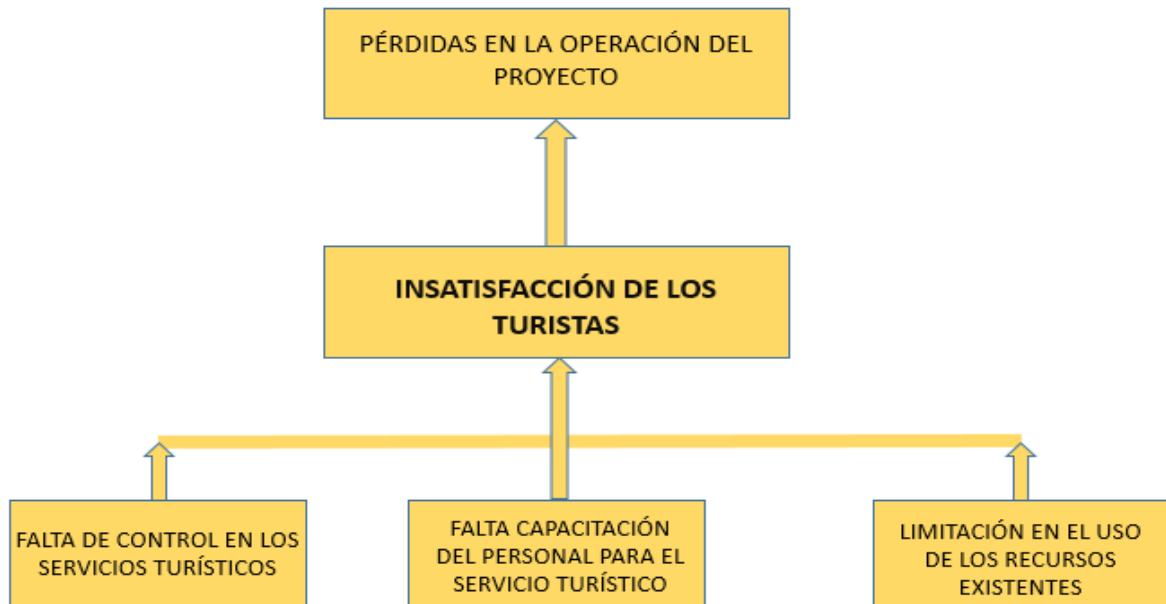 PÉRDIDAS EN LA OPERACIÓN DEL
PROYECTO
INSATISFACCIÓN DE LOS
TURISTAS
FALTA DE CONTROL EN LOS
SERVICIOS TURÍSTICOS
FALTA CAPACITACIÓN
DEL PERSONAL PARA EL
SERVICIO TURÍSTICO
LIMITACIÓN EN EL USO
DE LOS RECURSOS
EXISTENTES